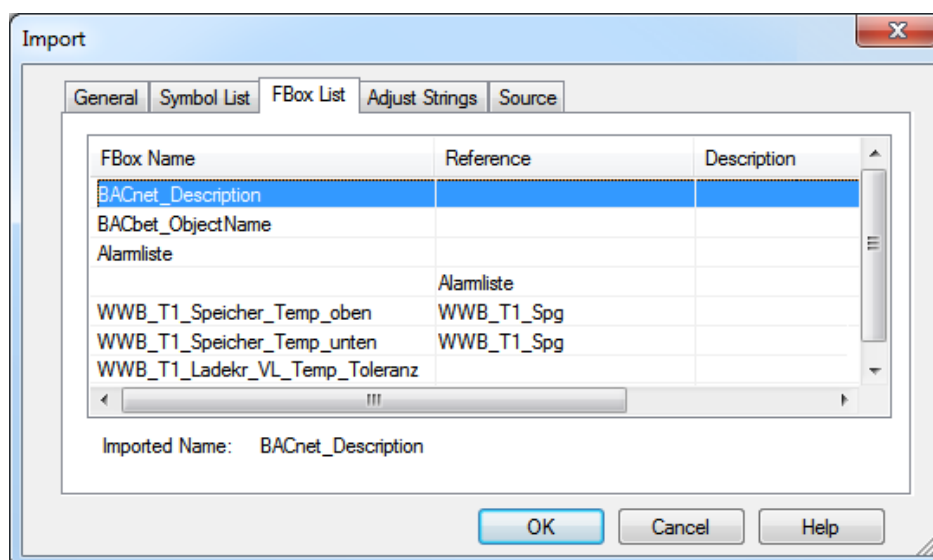 Import
General Symbol List FBox List Adjust Strings Source
FBox Name Reference Description
BACnet_Description
BACbet_ObjectName
Alarmliste
Alarmliste
WWB_T1_Speicher_Temp_oben WWB_T1_Spg
WWB_T1_Speicher_Temp_unten WWB_T1_Spg
WWB_T1_Ladekr_VL_Temp_Toleranz
Imported Name: BACnet_Description
OK Cancel Help